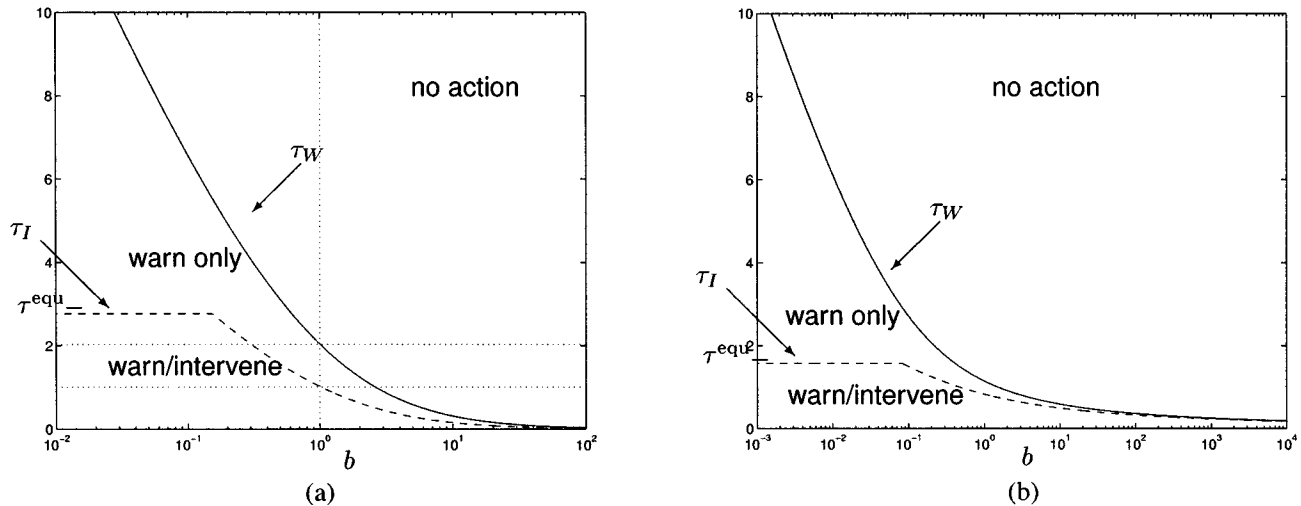 10
8
6
4
2
0
no action
τ_W
τ_I
warn only
τ^equ
warn/intervene
10^-2
10^-1
10^0
10^1
10^2
b
(a)
10
8
6
4
2
0
no action
τ_W
τ_I
warn only
τ^equ
warn/intervene
10^-3
10^-2
10^-1
10^0
10^1
10^2
10^3
10^4
b
(b)